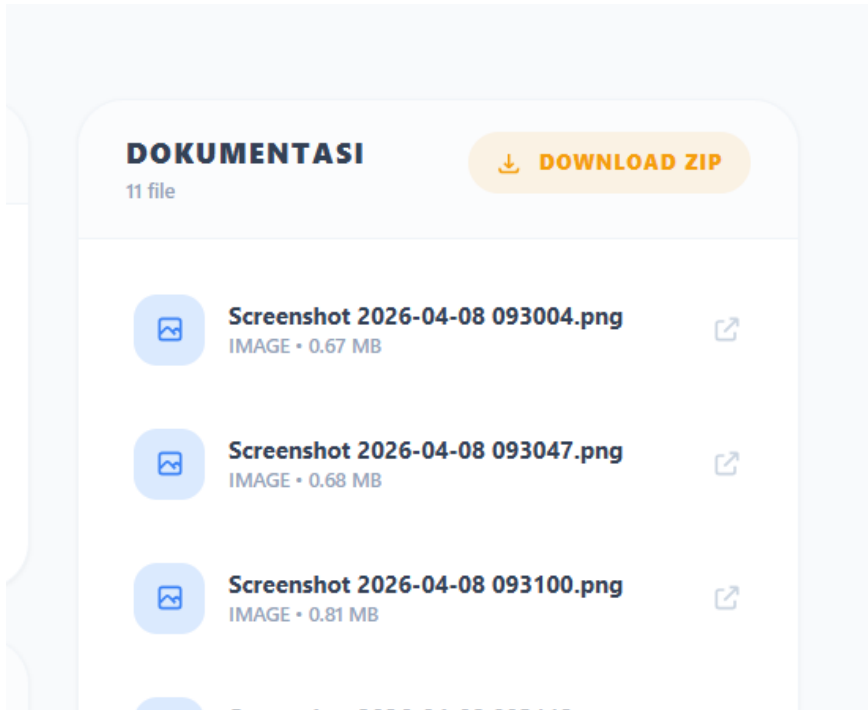 DOKUMENTASI
11 file
DOWNLOAD ZIP
Screenshot 2026-04-08 093004.png
IMAGE • 0.67 MB
Screenshot 2026-04-08 093047.png
IMAGE • 0.68 MB
Screenshot 2026-04-08 093100.png
IMAGE • 0.81 MB